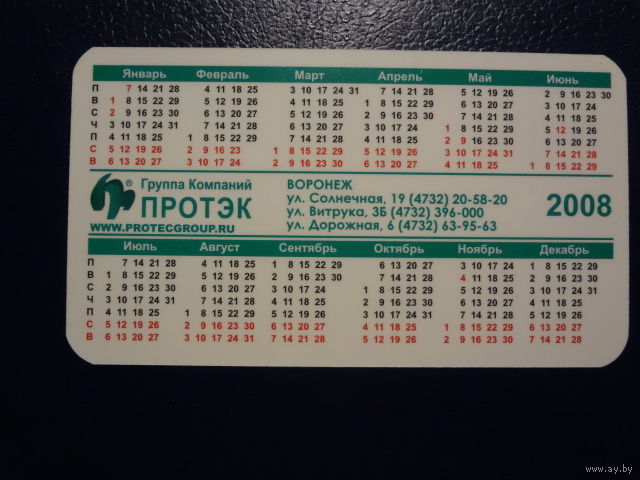 Январь Февраль Март Апрель Май Июнь
П 7 14 21 28 4 11 18 25 3 10 17 24 31 7 14 21 28 5 12 19 26 2 9 16 23 30
В 1 8 15 22 29 5 12 19 26 4 11 18 25 1 8 15 22 29 6 13 20 27 3 10 17 24
С 2 9 16 23 30 6 13 20 27 5 12 19 26 2 9 16 23 30 7 14 21 28 4 11 18 25
Ч 3 10 17 24 31 7 14 21 28 6 13 20 27 3 10 17 24 1 8 15 22 29 5 12 19 26
П 4 11 18 25 1 8 15 22 29 7 14 21 28 4 11 18 25 2 9 16 23 30 6 13 20 27
С 5 12 19 26 2 9 16 23 1 8 15 22 29 5 12 19 26 3 10 17 24 31 7 14 21 28
В 6 13 20 27 3 10 17 24 2 9 16 23 30 6 13 20 27 4 11 18 25 1 8 15 22 29
Группа Компаний
ПРОТЭК
WWW.PROTECGROUP.RU
ВОРОНЕЖ
ул. Солнечная, 19 (4732) 20-58-20
ул. Витрука, 3Б (4732) 396-000
ул. Дорожная, 6 (4732) 63-95-63
2008
Июль Август Сентябрь Октябрь Ноябрь Декабрь
П 7 14 21 28 4 11 18 25 1 8 15 22 29 6 13 20 27 3 10 17 24 1 8 15 22 29
В 1 8 15 22 29 5 12 19 26 2 9 16 23 30 7 14 21 28 4 11 18 25 2 9 16 23 30
С 2 9 16 23 30 6 13 20 27 3 10 17 24 1 8 15 22 29 5 12 19 26 3 10 17 24 31
Ч 3 10 17 24 31 7 14 21 28 4 11 18 25 2 9 16 23 30 6 13 20 27 4 11 18 25
П 4 11 18 25 1 8 15 22 29 5 12 19 26 3 10 17 24 31 7 14 21 28 5 12 19 26
С 5 12 19 26 2 9 16 23 30 6 13 20 27 4 11 18 25 1 8 15 22 29 6 13 20 27
В 6 13 20 27 3 10 17 24 31 7 14 21 28 5 12 19 26 2 9 16 23 30 7 14 21 28
www.ay.by